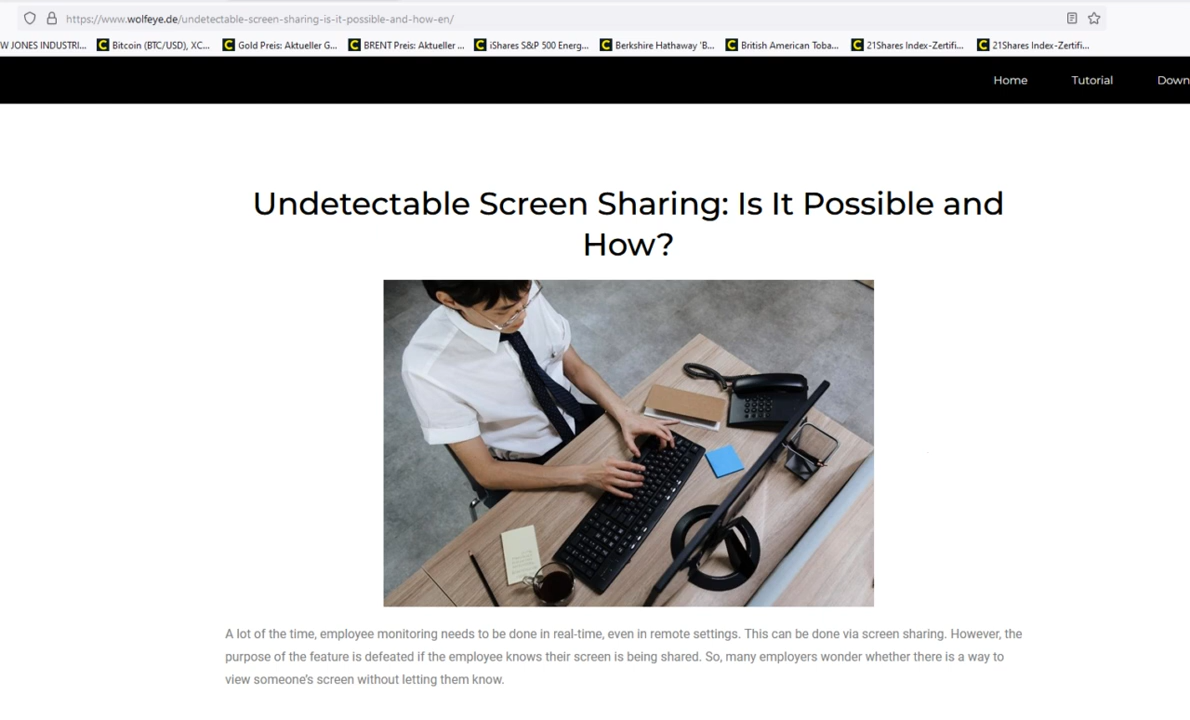 https://www.wolfeye.de/undetectable-screen-sharing-is-it-possible-and-how-en/
W JONES INDUSTRI... Bitcoin (BTC/USD), XC... Gold Preis: Aktueller G... BRENT Preis: Aktueller ... iShares S&P 500 Energ... Berkshire Hathaway 'B... British American Toba... 21Shares Index-Zertifi... 21Shares Index-Zertifi...
Home Tutorial Down
Undetectable Screen Sharing: Is It Possible and
How?
A lot of the time, employee monitoring needs to be done in real-time, even in remote settings. This can be done via screen sharing. However, the
purpose of the feature is defeated if the employee knows their screen is being shared. So, many employers wonder whether there is a way to
view someone's screen without letting them know.